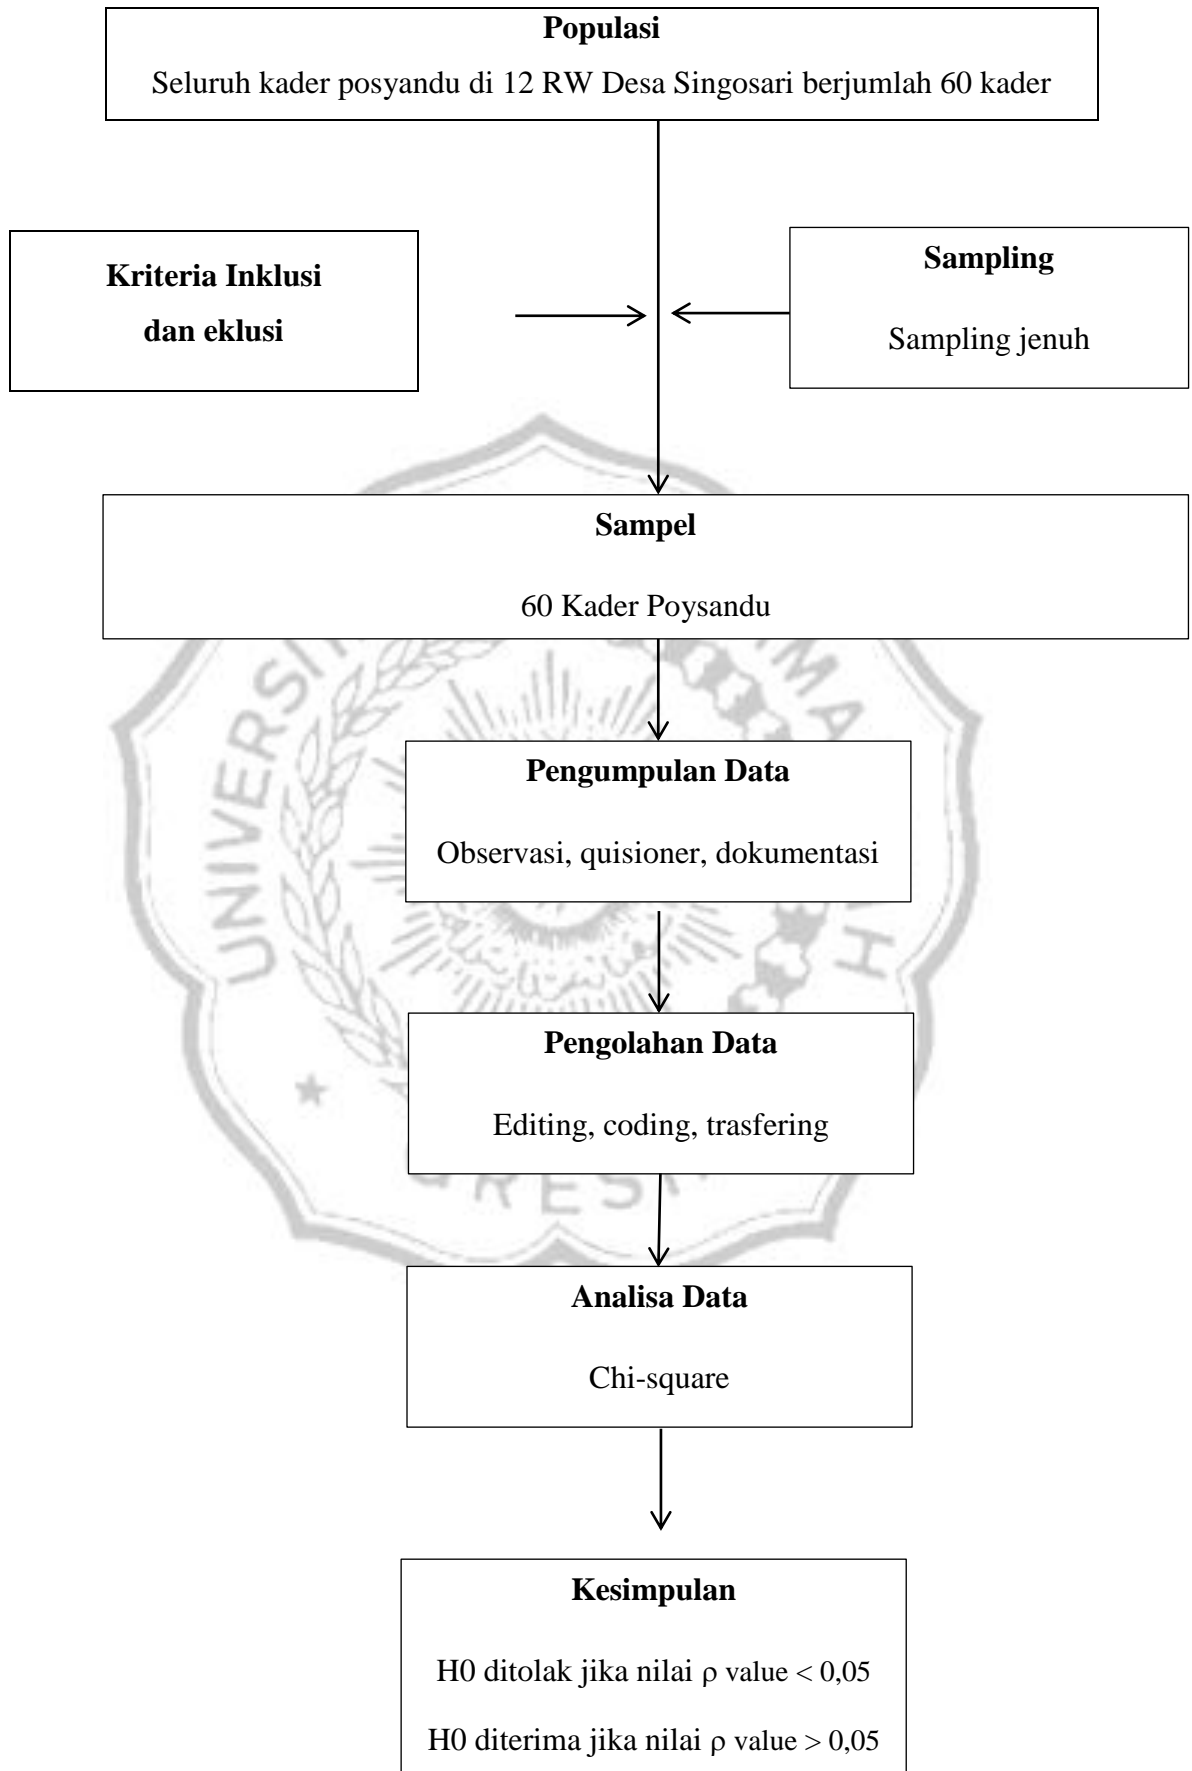 Populasi
Seluruh kader posyandu di 12 RW Desa Singosari berjumlah 60 kader
Kriteria Inklusi
dan eklusi
Sampling
Sampling jenuh
Sampel
60 Kader Poysandu
Pengumpulan Data
Observasi, quisioner, dokumentasi
Pengolahan Data
Editing, coding, trasfering
Analisa Data
Chi-square
Kesimpulan
H0 ditolak jika nilai ρ value < 0,05
H0 diterima jika nilai ρ value > 0,05